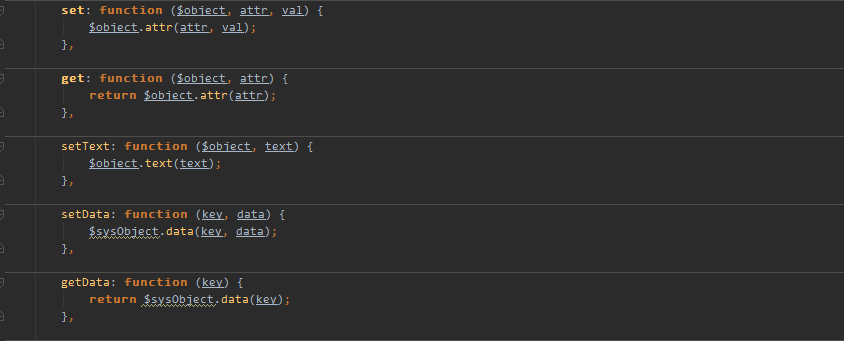 set: function ($object, attr, val) {
$object.attr(attr, val);
},
get: function ($object, attr) {
return $object.attr(attr);
},
setText: function ($object, text) {
$object.text(text);
},
setData: function (key, data) {
$sysObject.data(key, data);
},
getData: function (key) {
return $sysObject.data(key);
},